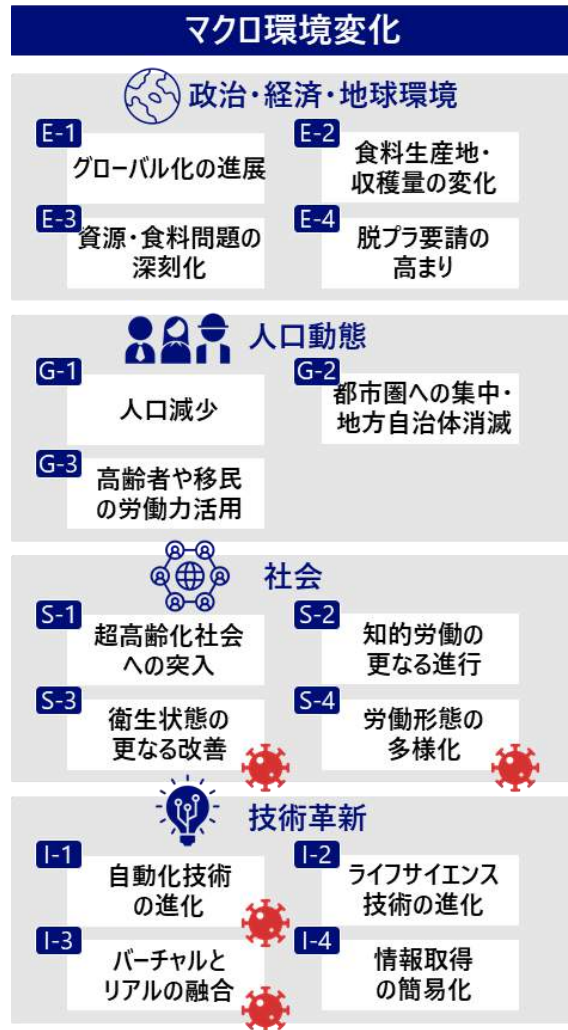 マクロ環境変化
政治・経済・地球環境
E-1
グローバル化の進展
E-2
食料生産地・
収穫量の変化
E-3
資源・食料問題の
深刻化
E-4
脱プラ要請の
高まり
人口動態
G-1
人口減少
G-2
都市圏への集中・
地方自治体消滅
G-3
高齢者や移民
の労働力活用
社会
S-1
超高齢化社会
への突入
S-2
知的労働の
更なる進行
S-3
衛生状態の
更なる改善
S-4
労働形態の
多様化
技術革新
I-1
自動化技術
の進化
I-2
ライフサイエンス
技術の進化
I-3
バーチャルと
リアルの融合
I-4
情報取得
の簡易化